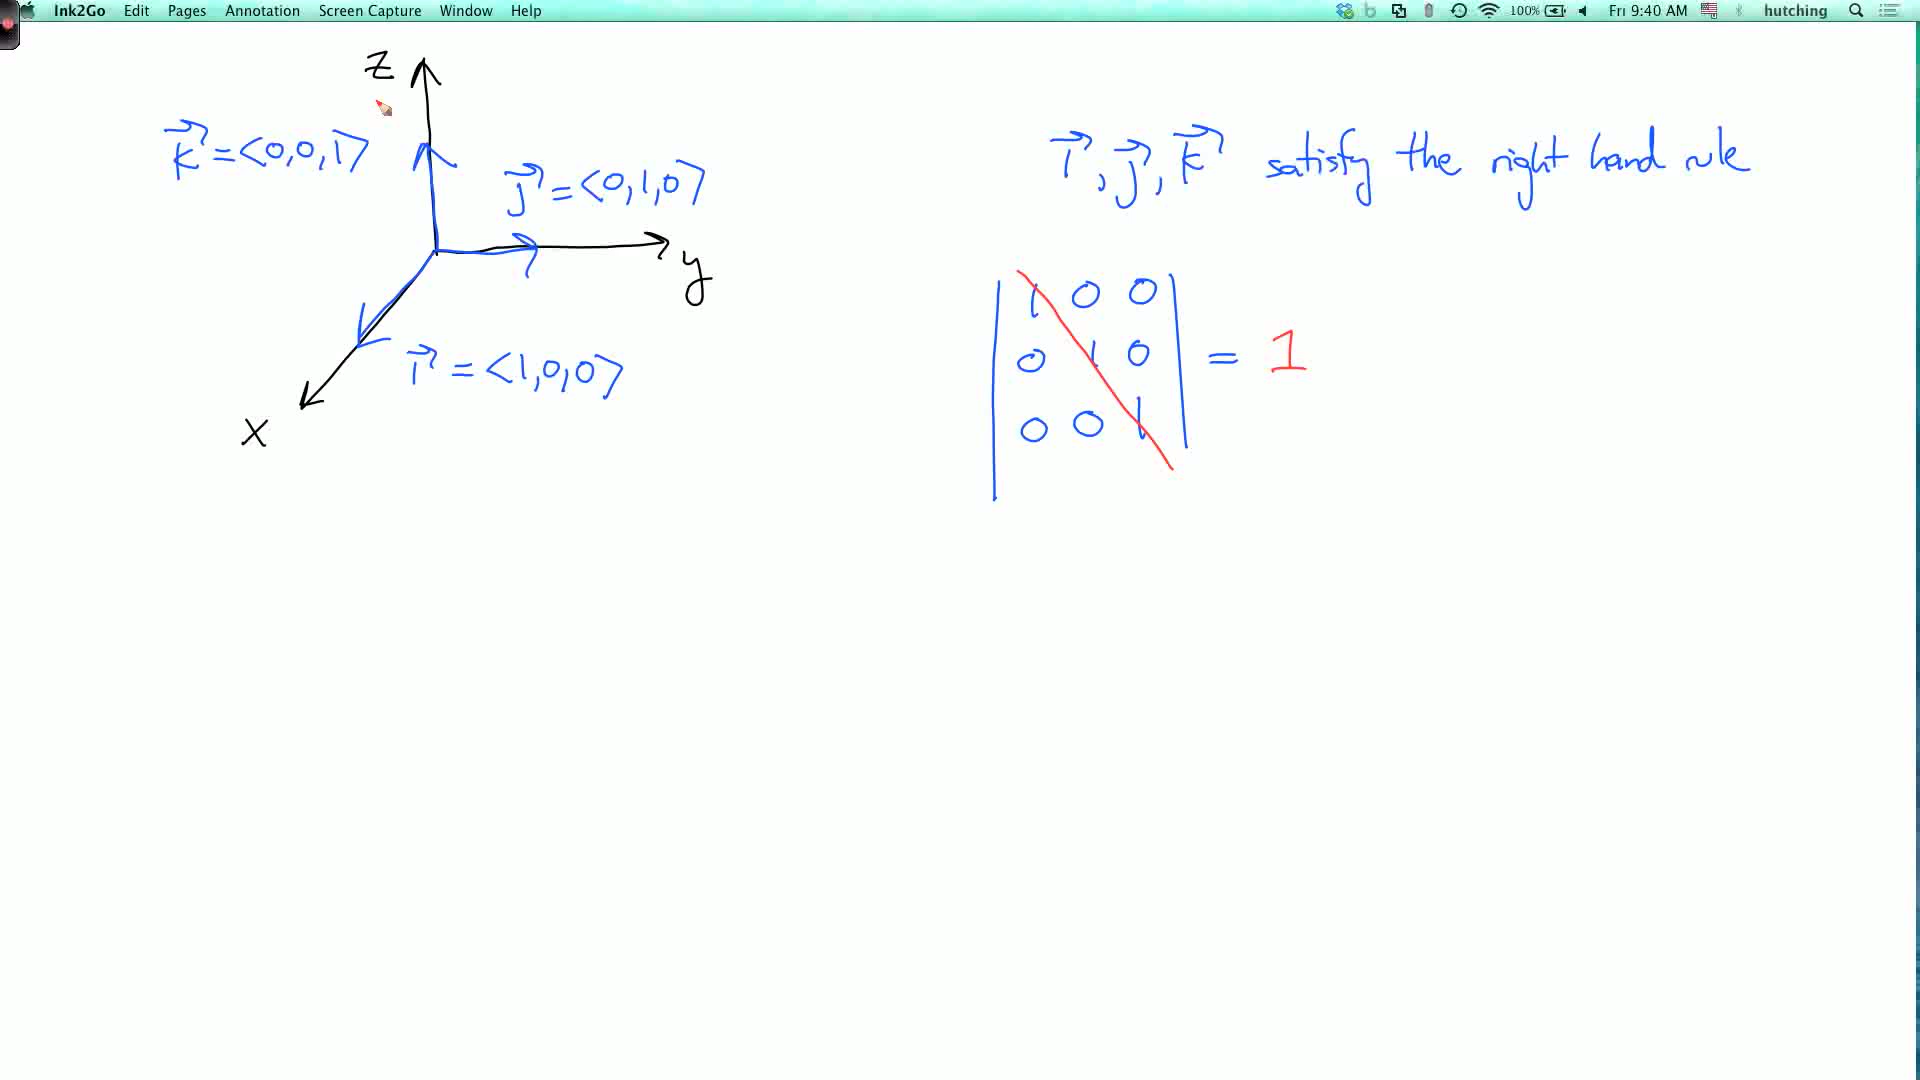 Ink2Go Edit Pages Annotation Screen Capture Window Help 100% Fri 9:40 AM hutching
z
k⃗ = <0,0,1>
j⃗ = <0,1,0>
y
i⃗ = <1,0,0>
x
i⃗, j⃗, k⃗ satisfy the right hand rule
| 1 0 0 |
| 0 1 0 | = 1
| 0 0 1 |